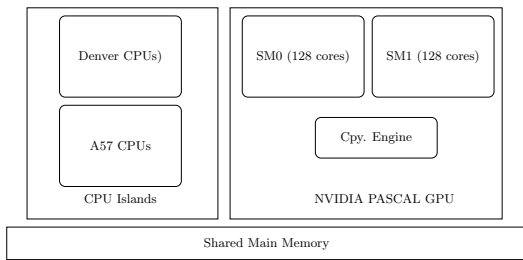 Denver CPUs)
SM0 (128 cores)
SM1 (128 cores)
Cpy. Engine
A57 CPUs
CPU Islands
NVIDIA PASCAL GPU
Shared Main Memory